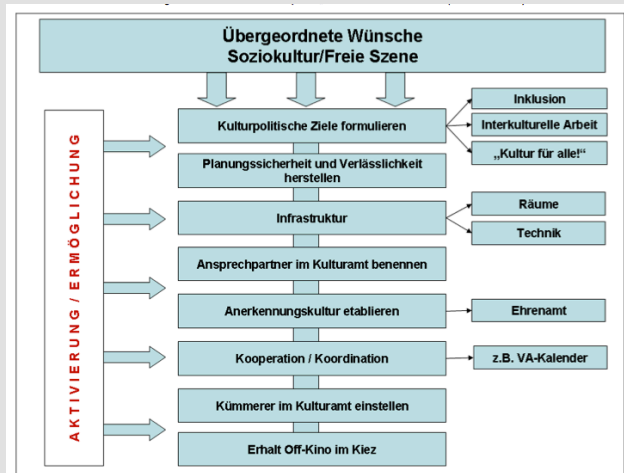 Übergeordnete Wünsche
Soziokultur/Freie Szene
AKTIVIERUNG / ERMÖGLICHUNG
Kulturpolitische Ziele formulieren
Inklusion
Interkulturelle Arbeit
„Kultur für alle!“
Planungssicherheit und Verlässlichkeit
herstellen
Infrastruktur
Räume
Technik
Ansprechpartner im Kulturamt benennen
Anerkennungskultur etablieren
Ehrenamt
Kooperation / Koordination
z.B. VA-Kalender
Kümmerer im Kulturamt einstellen
Erhalt Off-Kino im Kiez